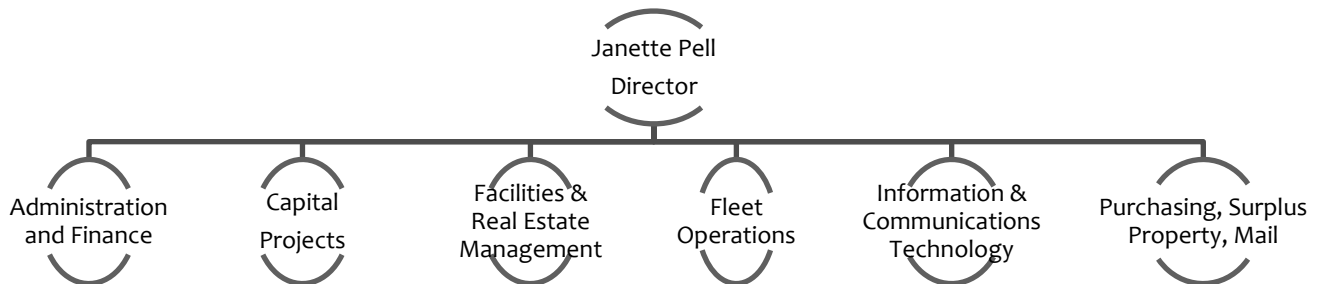 Janette Pell
Director
Administration
and Finance
Capital
Projects
Facilities &
Real Estate
Management
Fleet
Operations
Information &
Communications
Technology
Purchasing, Surplus
Property, Mail